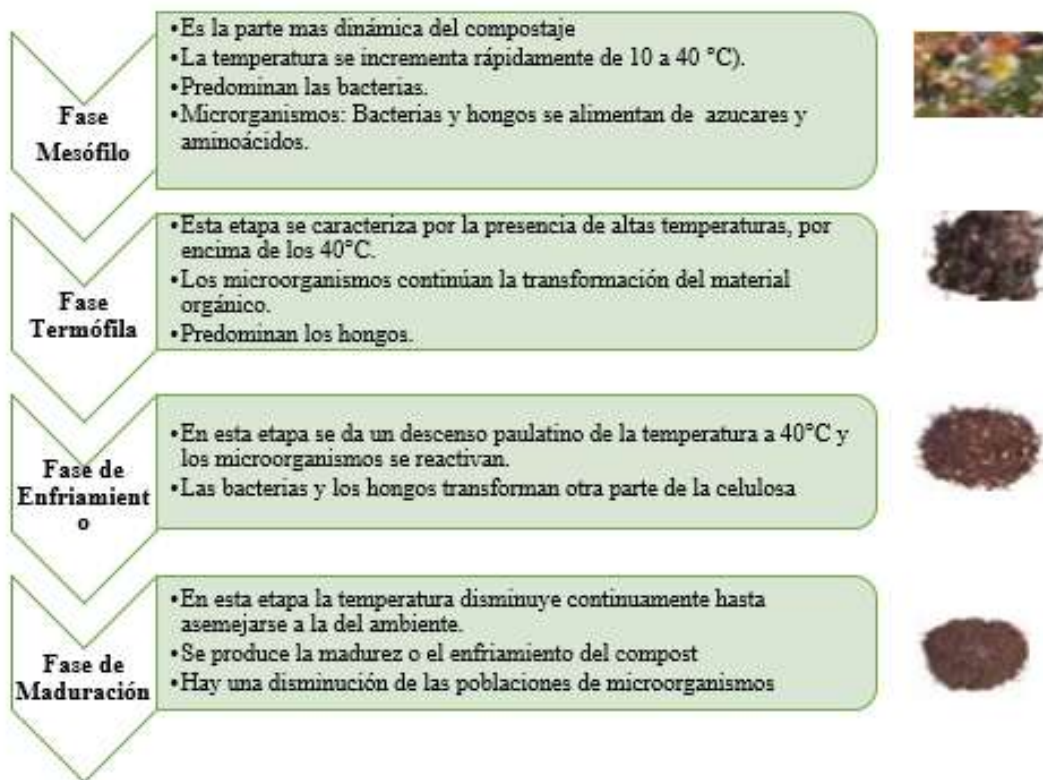 Fase
Mesófilo
•Es la parte mas dinámica del compostaje
•La temperatura se incrementa rápidamente de 10 a 40 °C).
•Predominan las bacterias.
•Microrganismos: Bacterias y hongos se alimentan de azucares y
aminoácidos.
Fase
Termófila
•Esta etapa se caracteriza por la presencia de altas temperaturas, por
encima de los 40°C.
•Los microorganismos continúan la transformación del material
orgánico.
•Predominan los hongos.
Fase de
Enfriamient
o
•En esta etapa se da un descenso paulatino de la temperatura a 40°C y
los microorganismos se reactivan.
•Las bacterias y los hongos transforman otra parte de la celulosa
Fase de
Maduración
•En esta etapa la temperatura disminuye continuamente hasta
asemejarse a la del ambiente.
•Se produce la madurez o el enfriamiento del compost
•Hay una disminución de las poblaciones de microorganismos